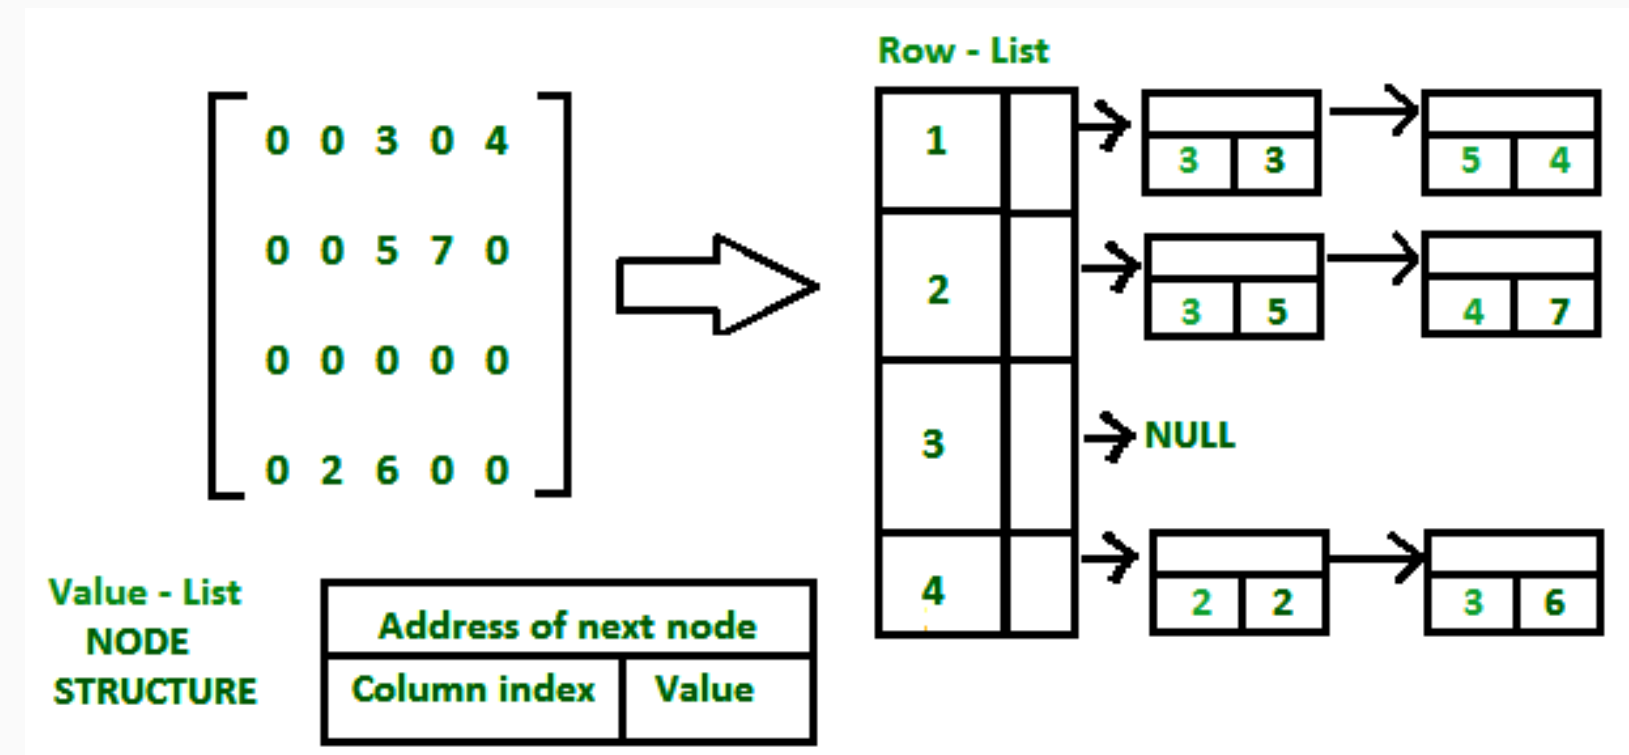 0 0 3 0 4
0 0 5 7 0
0 0 0 0 0
0 2 6 0 0
Value - List
NODE
STRUCTURE
Address of next node
Column index Value
Row - List
1 3 3 5 4
2 3 5 4 7
3 NULL
4 2 2 3 6